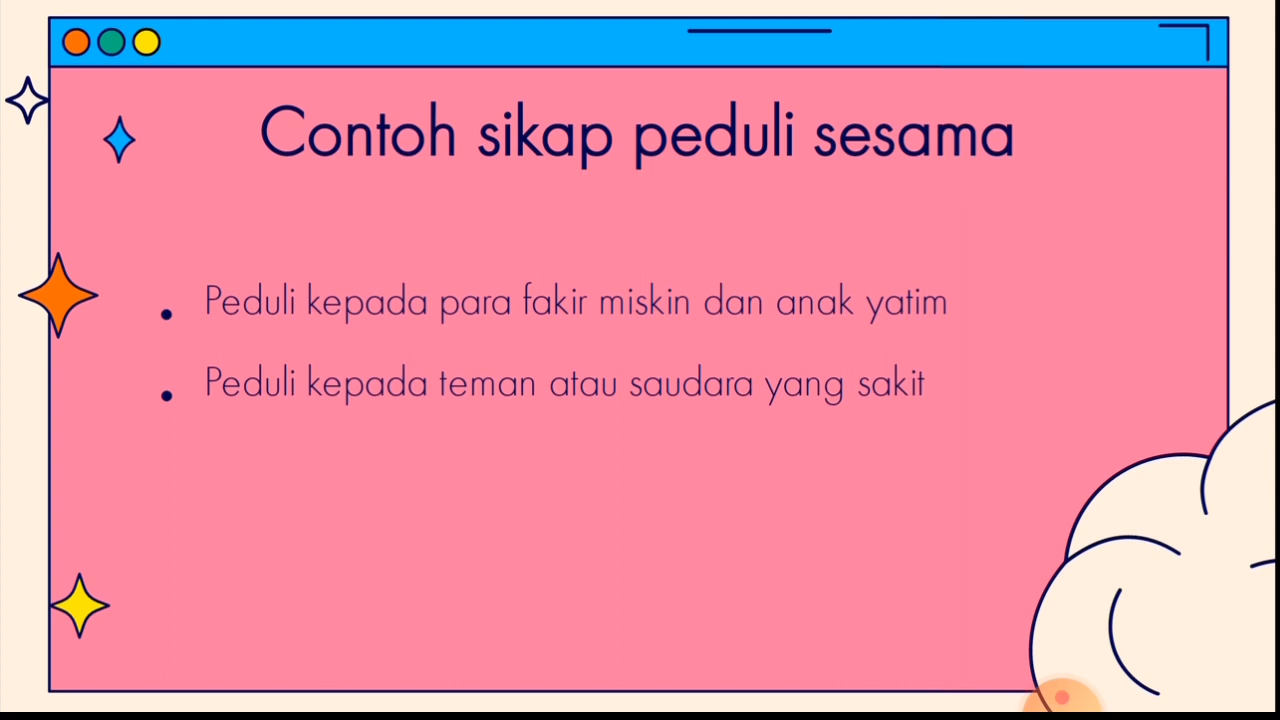 Contoh sikap peduli sesama
• Peduli kepada para fakir miskin dan anak yatim
• Peduli kepada teman atau saudara yang sakit